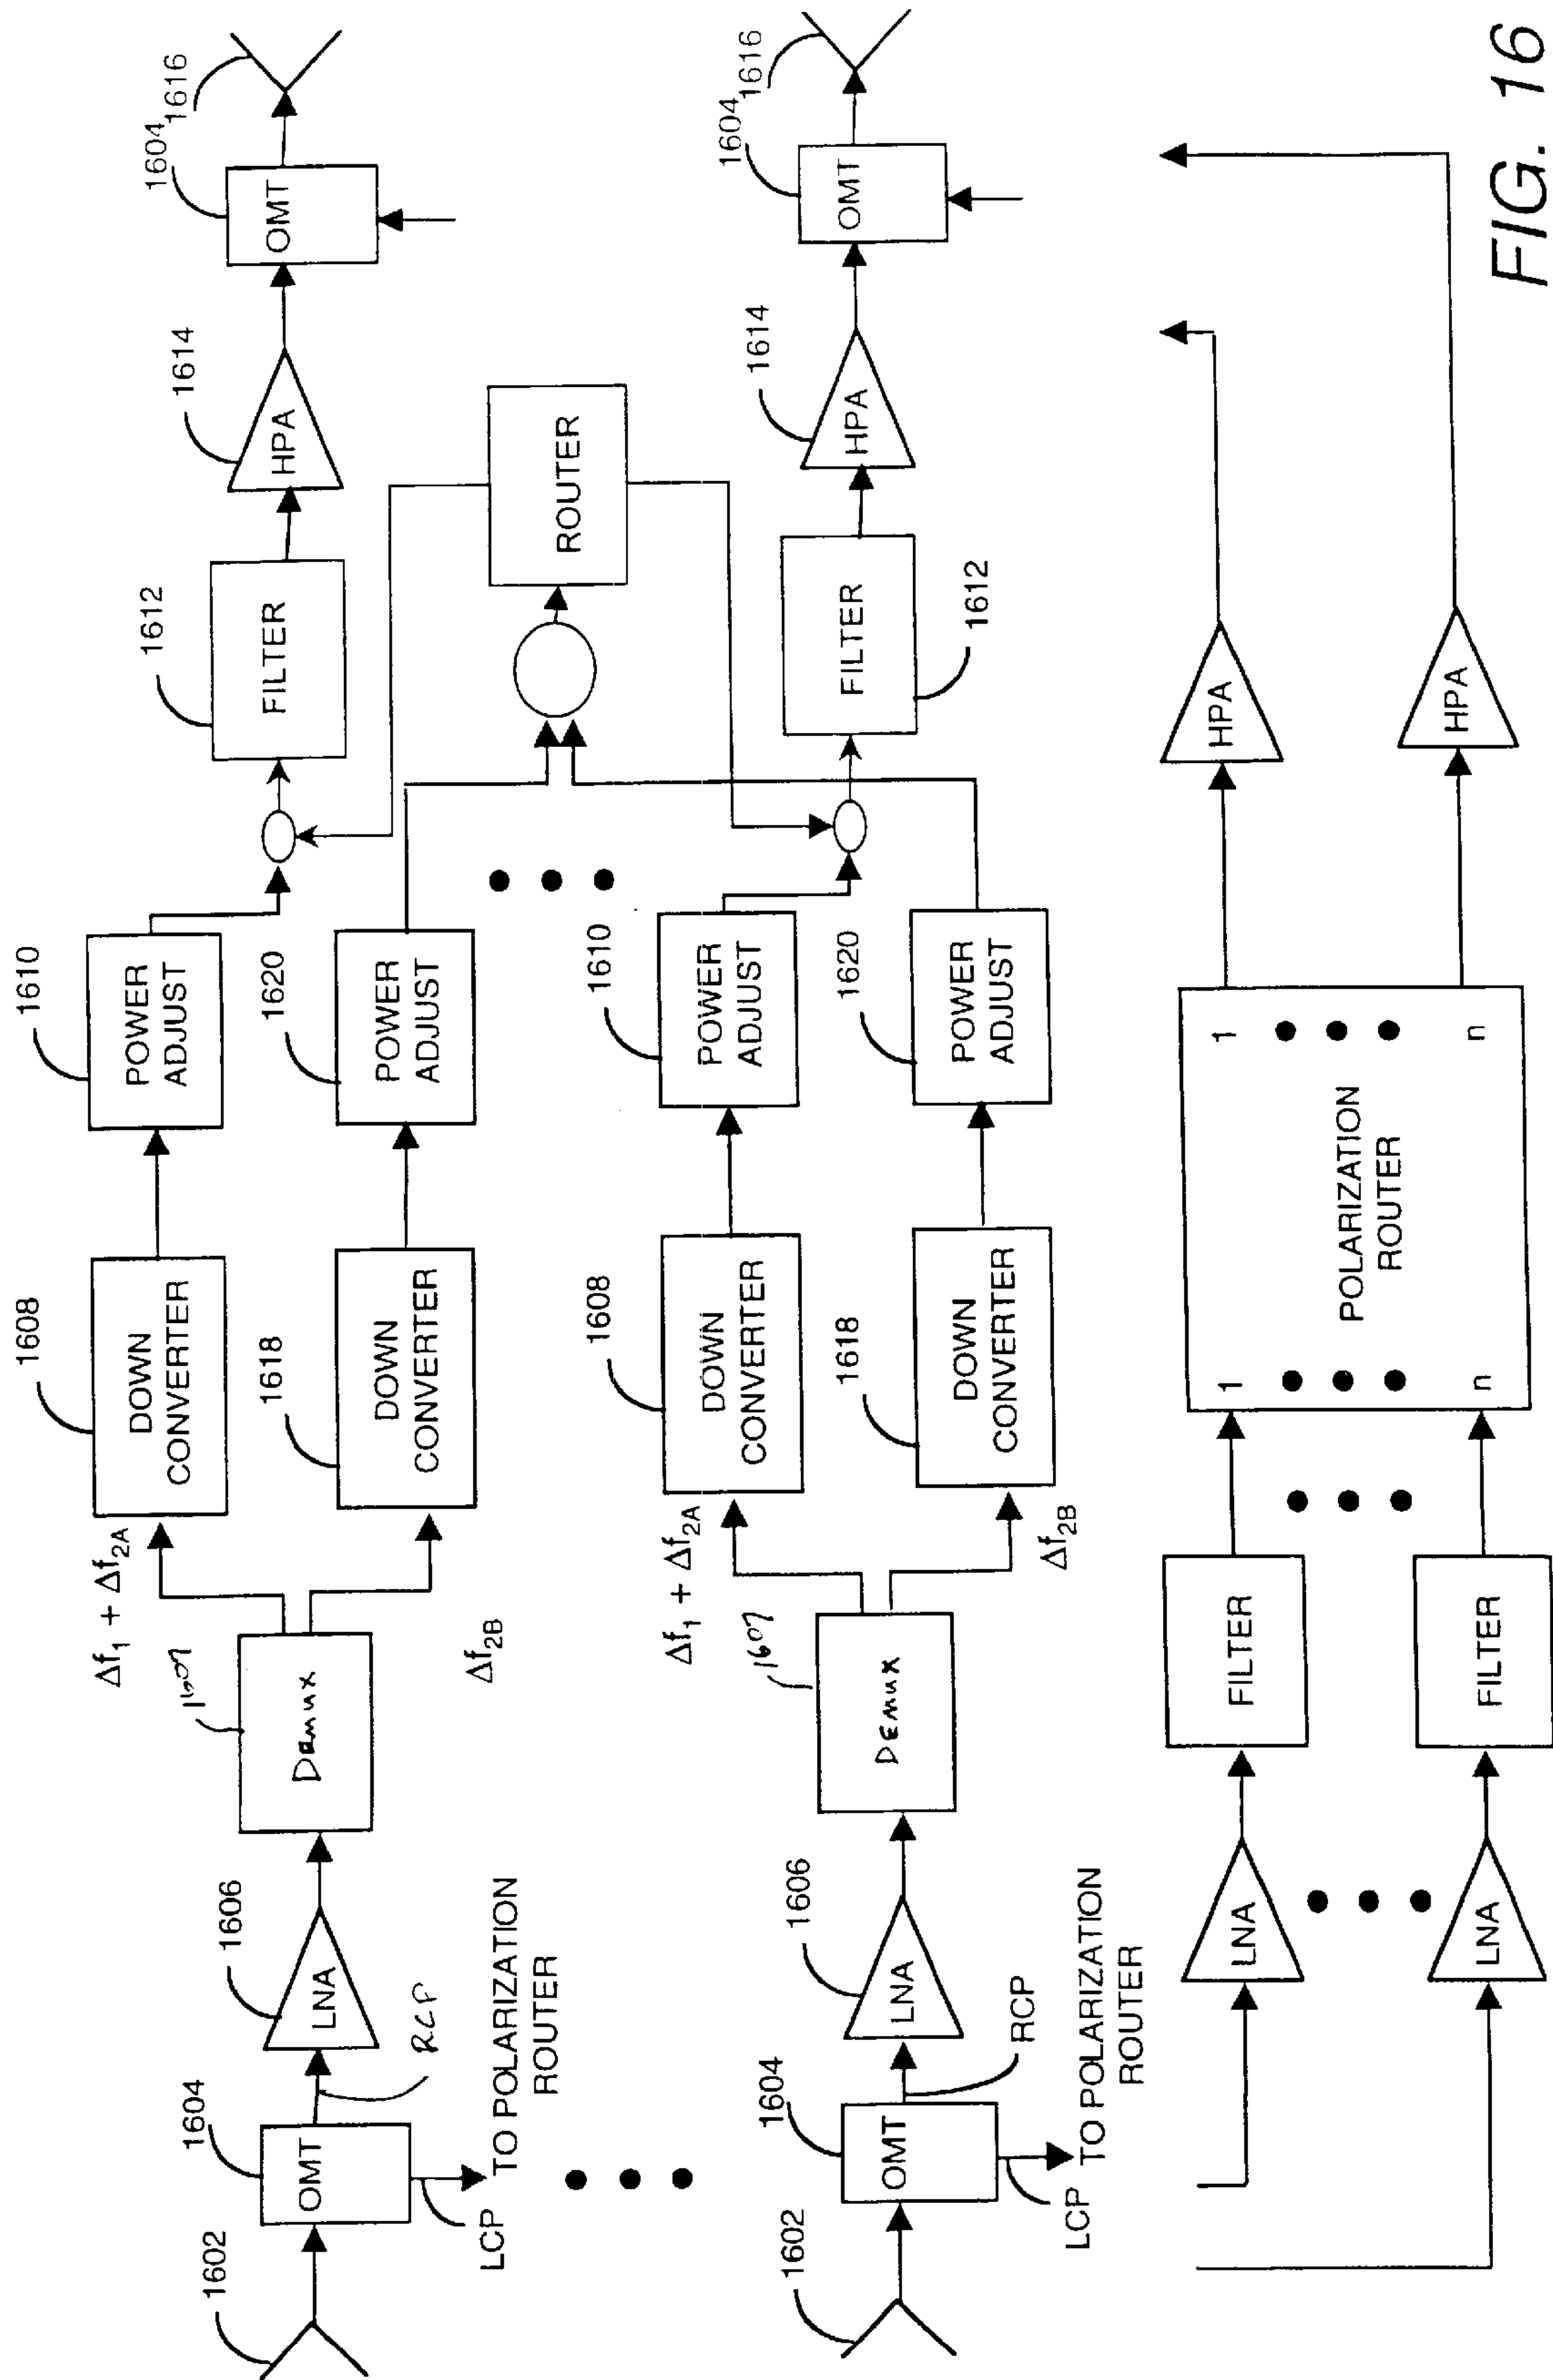 1602
1604
OMT
LCP
TO POLARIZATION
ROUTER
RCP
1606
LNA
1607
Demux
Δf1 + Δf2A
Δf2B
1608
DOWN
CONVERTER
1618
DOWN
CONVERTER
1610
POWER
ADJUST
1620
POWER
ADJUST
1612
FILTER
1614
HPA
1604
OMT
1616
ROUTER
1602
1604
OMT
LCP
TO POLARIZATION
ROUTER
RCP
1606
LNA
1607
DEMUX
Δf1 + Δf2A
Δf2B
1608
DOWN
CONVERTER
1618
DOWN
CONVERTER
1610
POWER
ADJUST
1620
POWER
ADJUST
FILTER
1612
1614
HPA
1604
OMT
1616
LNA
FILTER
1
1
HPA
POLARIZATION
ROUTER
LNA
FILTER
n
n
HPA
FIG. 16